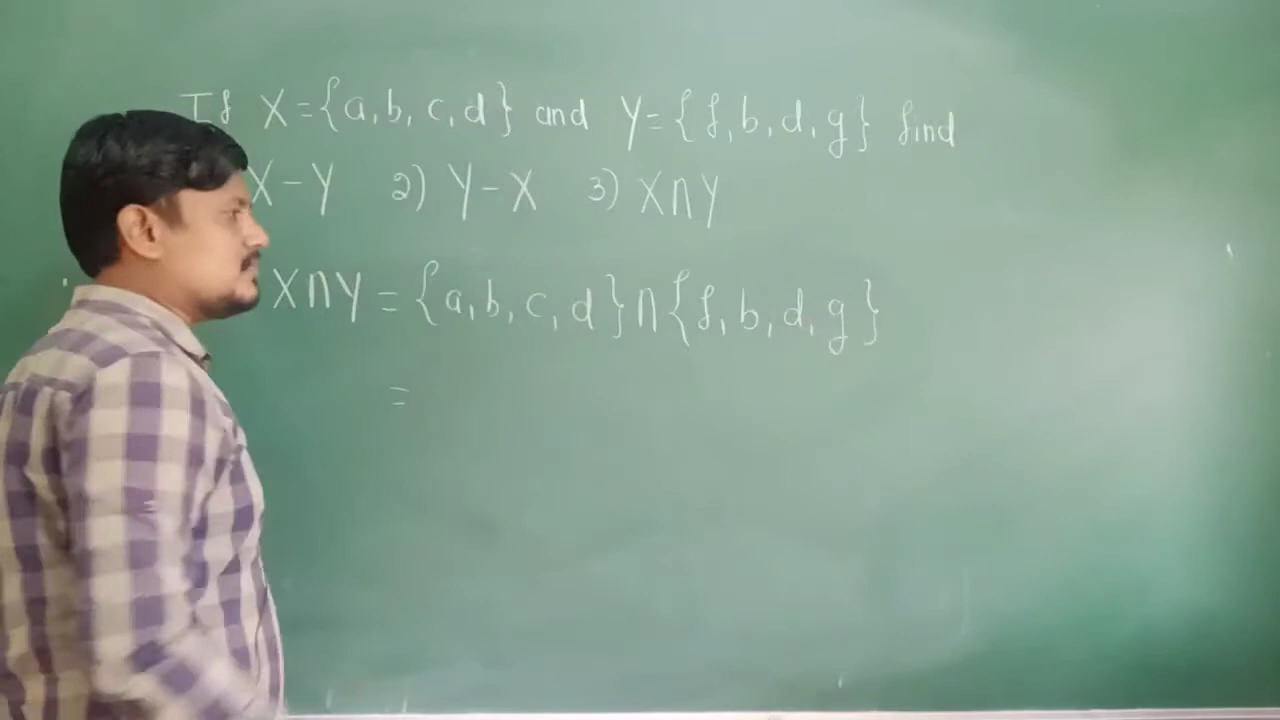 If X={a,b,c,d} and Y={f,b,d,g} find
X-Y 2) Y-X 3) X∩Y
X∩Y = {a,b,c,d}∩{f,b,d,g}
=